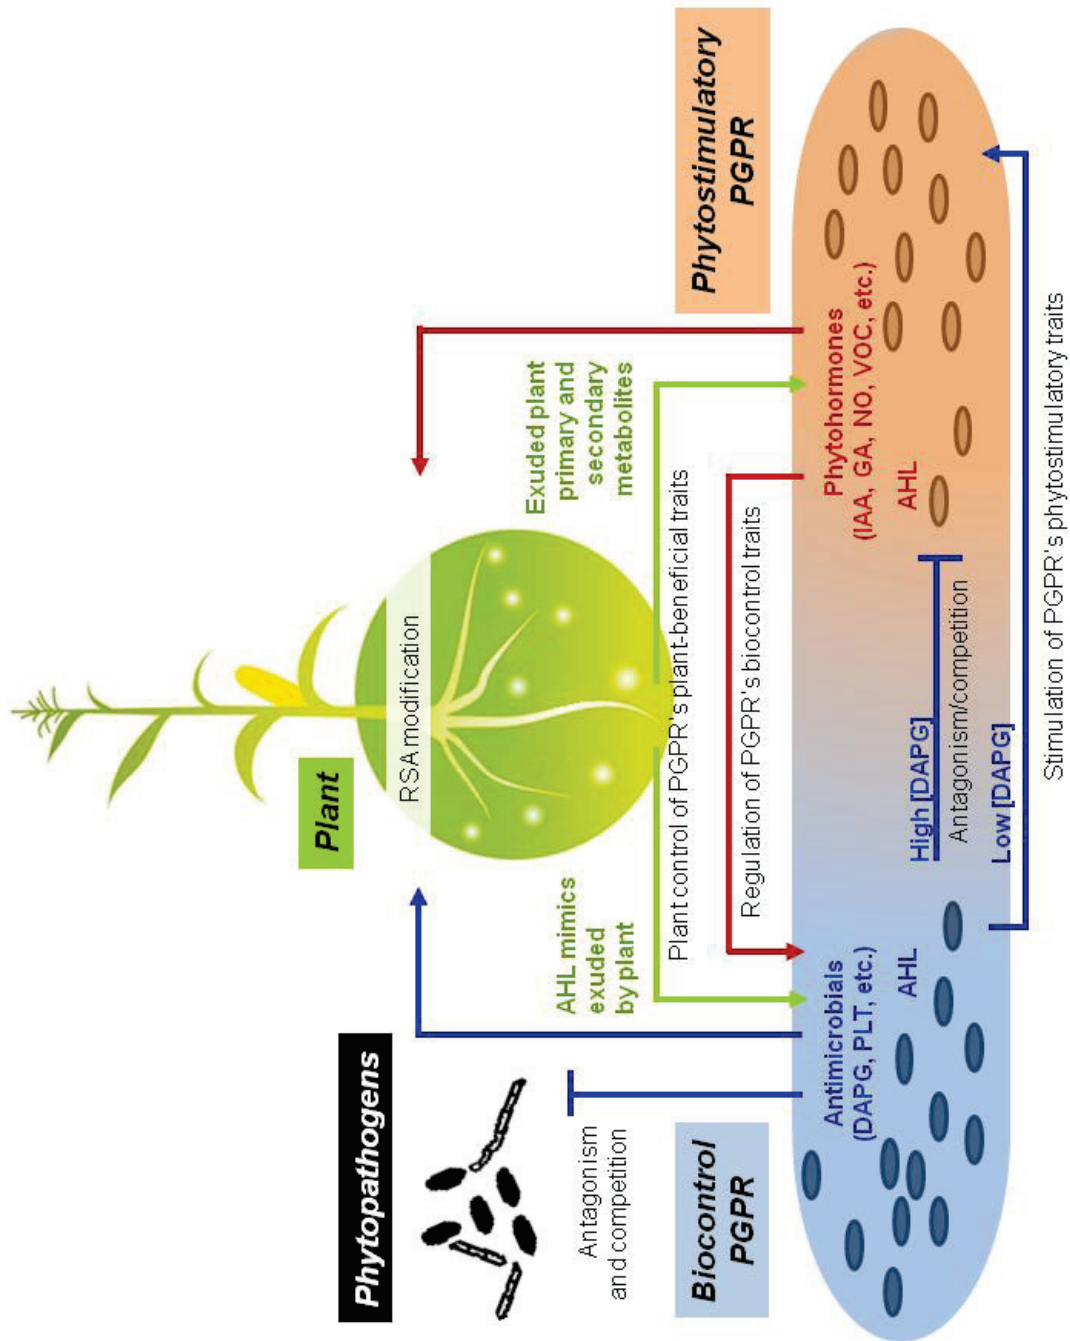 Phytopathogens
Plant
RSA modification
Antagonism
and competition
AHL mimics
exuded
by plant
Exuded plant
primary and
secondary
metabolites
Plant control of PGPR's plant-beneficial traits
Biocontrol
PGPR
Phytostimulatory
PGPR
Regulation of PGPR's biocontrol traits
Antimicrobials
(DAPG, PLT, etc.)
AHL
Phytohormones
(IAA, GA, NO, VOC, etc.)
AHL
High [DAPG]
Antagonism/competition
Low [DAPG]
Stimulation of PGPR's phytostimulatory traits